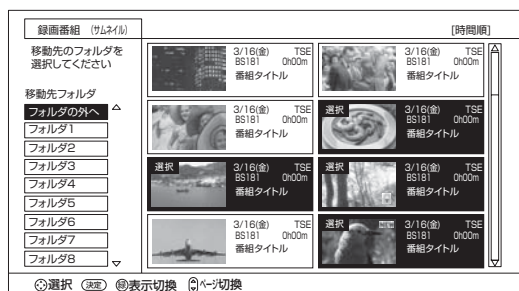 録画番組 (サムネイル)
[時間順]
移動先のフォルダを
選択してください
移動先フォルダ
フォルダの外へ
フォルダ1
フォルダ2
フォルダ3
フォルダ4
フォルダ5
フォルダ6
フォルダ7
フォルダ8
3/16(金) TSE
BS181 0h00m
番組タイトル
3/16(金) TSE
BS181 0h00m
番組タイトル
3/16(金) TSE
BS181 0h00m
番組タイトル
選択
3/16(金) TSE
BS181 0h00m
番組タイトル
選択
3/16(金) TSE
BS181 0h00m
番組タイトル
選択
3/16(金) TSE
BS181 0h00m
番組タイトル
3/16(金) TSE
BS181 0h00m
番組タイトル
選択
NEW
3/16(金) TSE
BS181 0h00m
番組タイトル
選択 決定 緑 表示切換 ページ切換